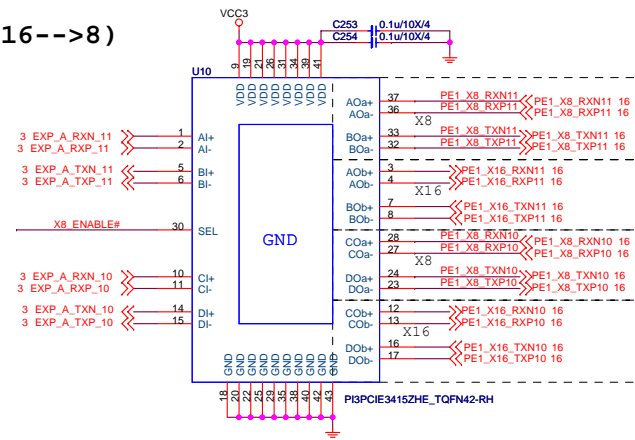 16-->8)
VCC3
C253 0.1u/10X/4
C254 0.1u/10X/4
U10
9 19 21 26 31 34 39 41
VDD VDD VDD VDD VDD VDD VDD VDD
3 EXP_A_RXN_11 1 AI+
3 EXP_A_RXP_11 2 AI-
3 EXP_A_TXN_11 5 BI+
3 EXP_A_TXP_11 6 BI-
X8_ENABLE# 30 SEL
3 EXP_A_RXN_10 10 CI+
3 EXP_A_RXP_10 11 CI-
3 EXP_A_TXN_10 14 DI+
3 EXP_A_TXP_10 15 DI-
GND
AOa+ 37 PE1_X8_RXN11 PE1_X8_RXN11 16
AOa- 36 PE1_X8_RXP11 PE1_X8_RXP11 16
X8
BOa+ 33 PE1_X8_TXN11 PE1_X8_TXN11 16
BOa- 32 PE1_X8_TXP11 PE1_X8_TXP11 16
AOb+ 3 PE1_X16_RXN11 16
AOb- 4 PE1_X16_RXP11 16
X16
BOb+ 7 PE1_X16_TXN11 16
BOb- 8 PE1_X16_TXP11 16
COa+ 28 PE1_X8_RXN10 PE1_X8_RXN10 16
COa- 27 PE1_X8_RXP10 PE1_X8_RXP10 16
X8
DOa+ 24 PE1_X8_TXN10 PE1_X8_TXN10 16
DOa- 23 PE1_X8_TXP10 PE1_X8_TXP10 16
COb+ 12 PE1_X16_RXN10 16
COb- 13 PE1_X16_RXP10 16
X16
DOb+ 16 PE1_X16_TXN10 16
DOb- 17 PE1_X16_TXP10 16
GND GND GND GND GND GND GND GND GND GND
18 20 22 25 29 35 38 40 42 43
PI3PCIE3415ZHE_TQFN42-RH